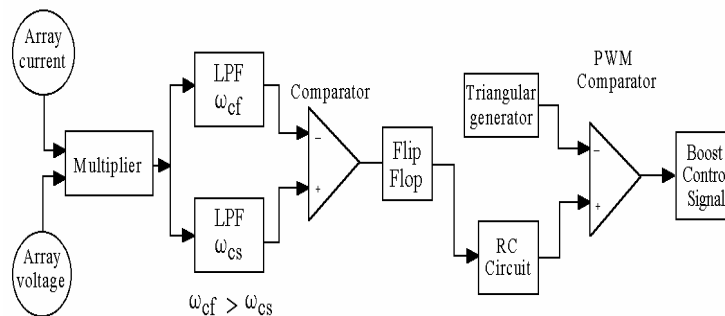 Array
current
Multiplier
Array
voltage
LPF
ωcf
LPF
ωcs
ωcf > ωcs
Comparator
−
+
Flip
Flop
Triangular
generator
RC
Circuit
PWM
Comparator
−
+
Boost
Control
Signal